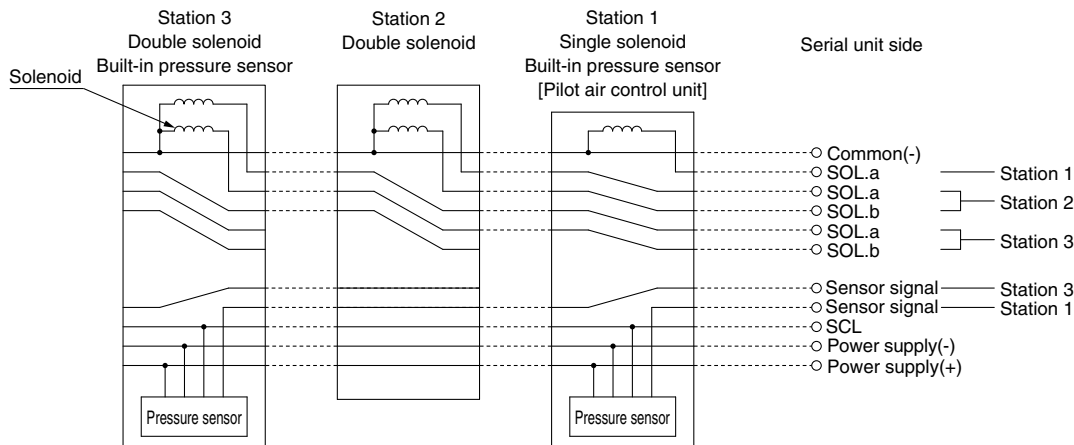 Station 3
Double solenoid
Built-in pressure sensor
Station 2
Double solenoid
Station 1
Single solenoid
Built-in pressure sensor
[Pilot air control unit]
Serial unit side
Solenoid
Common(-)
SOL.a
Station 1
SOL.a
SOL.b
Station 2
SOL.a
SOL.b
Station 3
Sensor signal
Station 3
Sensor signal
Station 1
SCL
Power supply(-)
Power supply(+)
Pressure sensor
Pressure sensor